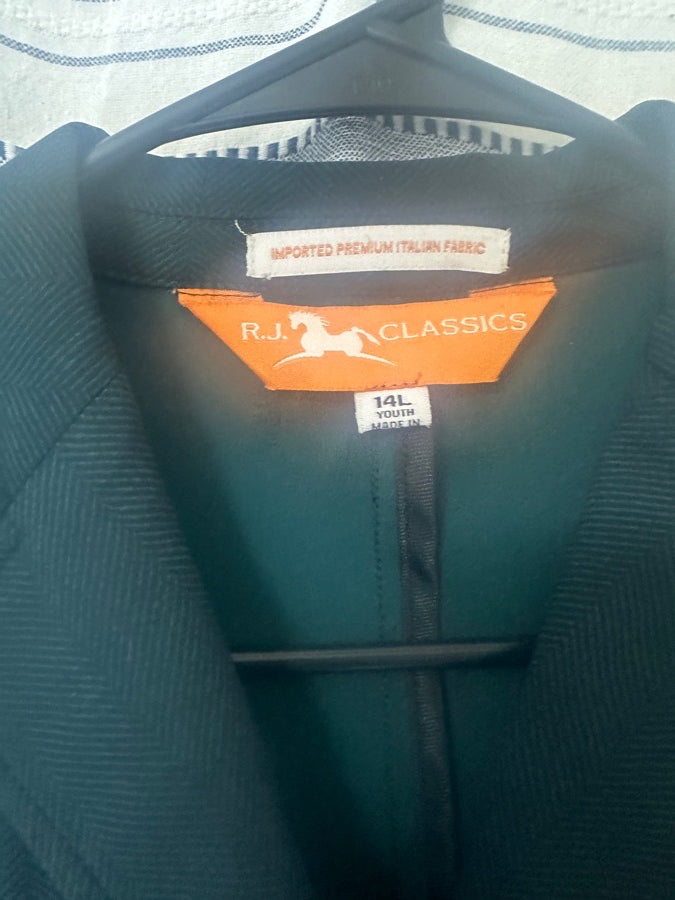 IMPORTED PREMIUM ITALIAN FABRIC
R.J. CLASSICS
14L
YOUTH
MADE IN